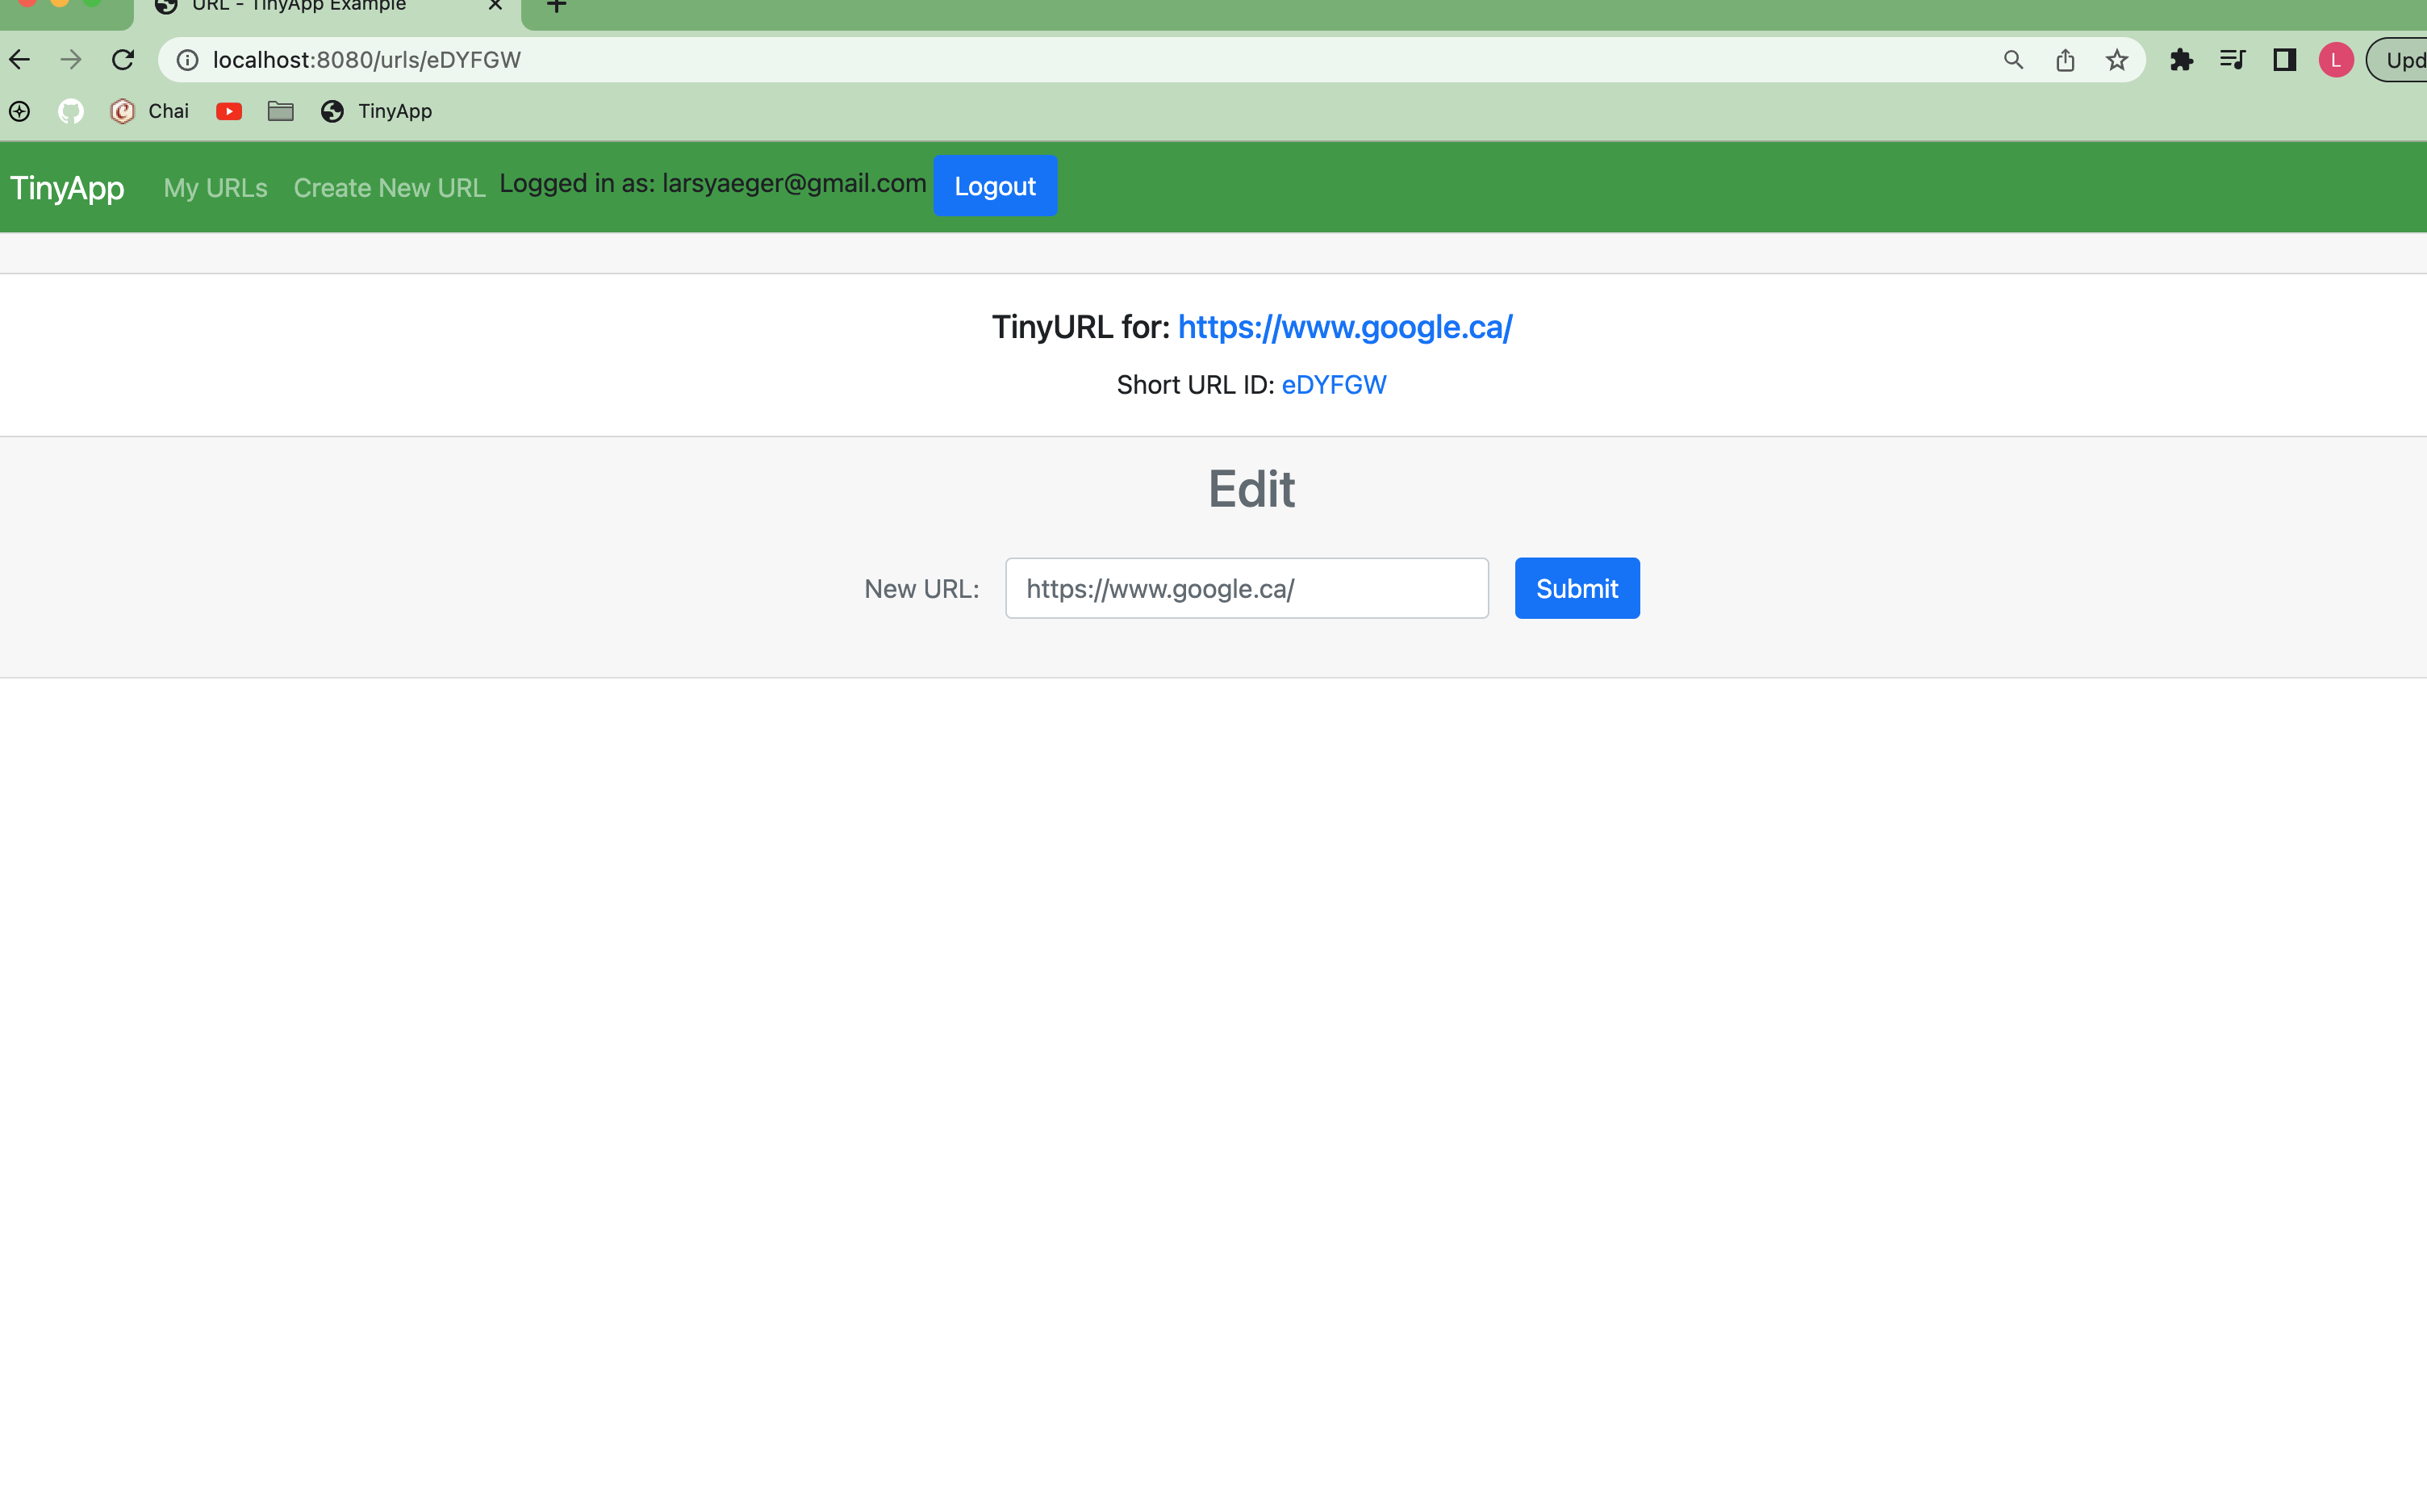 URL - TinyApp Example
localhost:8080/urls/eDYFGW
L
Upd
Chai
TinyApp
TinyApp My URLs Create New URL Logged in as: larsyaeger@gmail.com Logout
TinyURL for: https://www.google.ca/
Short URL ID: eDYFGW
Edit
New URL: https://www.google.ca/ Submit